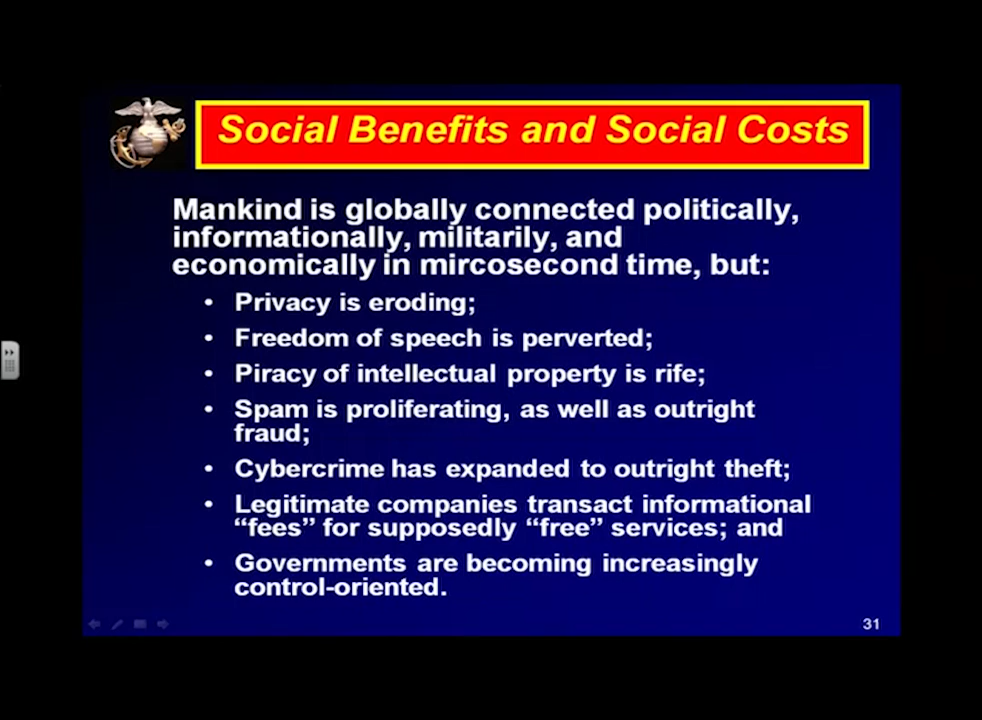 Social Benefits and Social Costs
Mankind is globally connected politically,
informationally, militarily, and
economically in mircosecond time, but:
• Privacy is eroding;
• Freedom of speech is perverted;
• Piracy of intellectual property is rife;
• Spam is proliferating, as well as outright
fraud;
• Cybercrime has expanded to outright theft;
• Legitimate companies transact informational
“fees” for supposedly “free” services; and
• Governments are becoming increasingly
control-oriented.
31